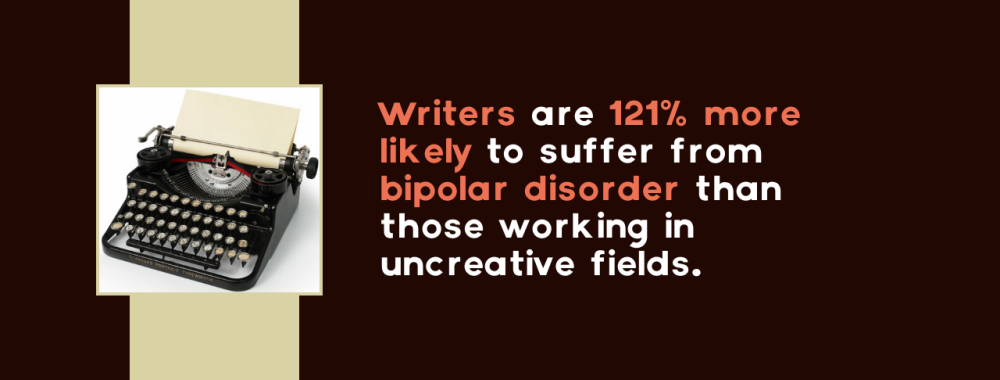 Writers are 121% more
likely to suffer from
bipolar disorder than
those working in
uncreative fields.